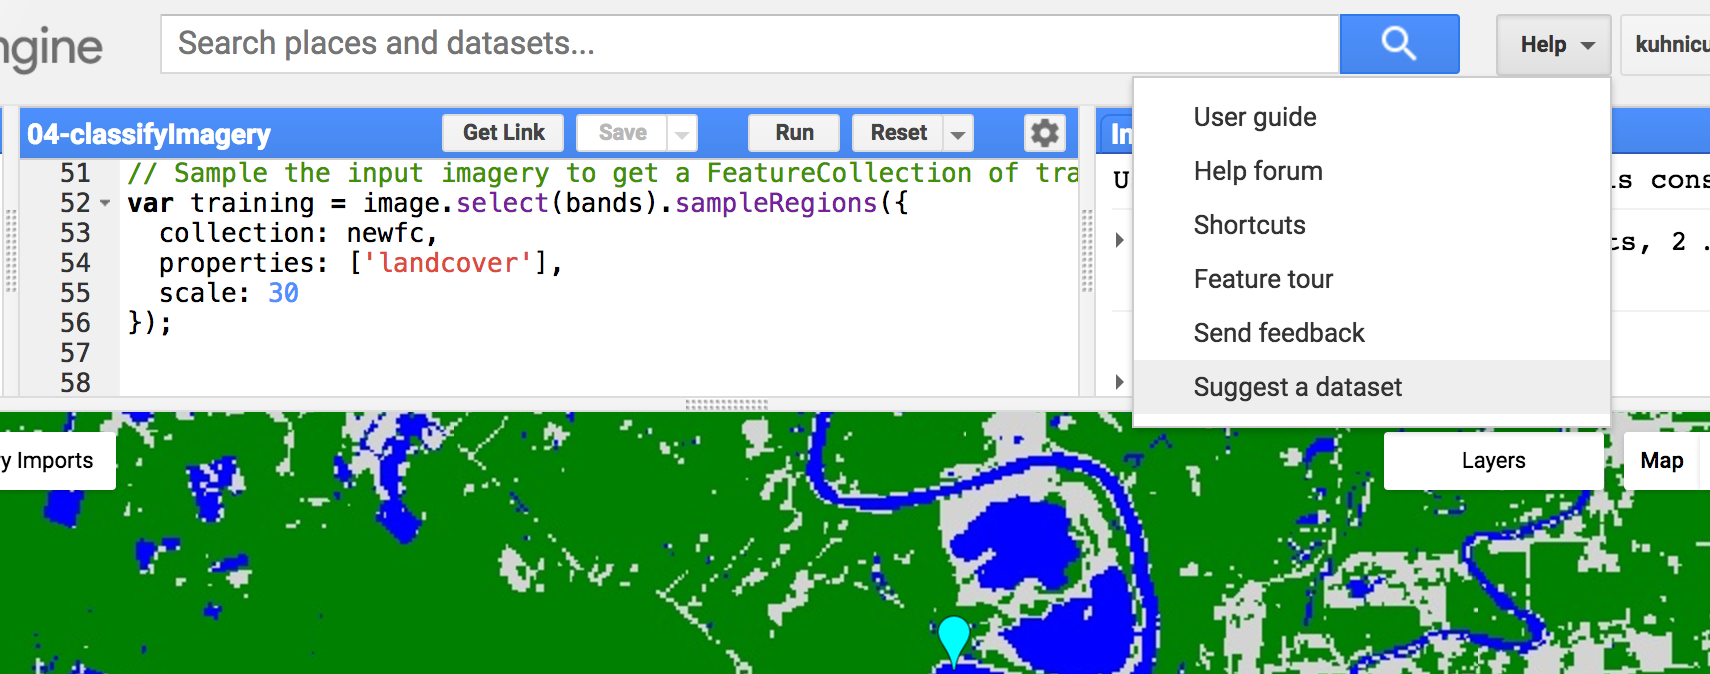 ngine
Search places and datasets...
Help
kuhnicu
04-classifyImagery
Get Link
Save
Run
Reset
In
User guide
Help forum
Shortcuts
Feature tour
Send feedback
Suggest a dataset
51 // Sample the input imagery to get a FeatureCollection of tra
52 var training = image.select(bands).sampleRegions({
53 collection: newfc,
54 properties: ['landcover'],
55 scale: 30
56 });
57
58
U
is cons
ts, 2 .
y Imports
Layers
Map